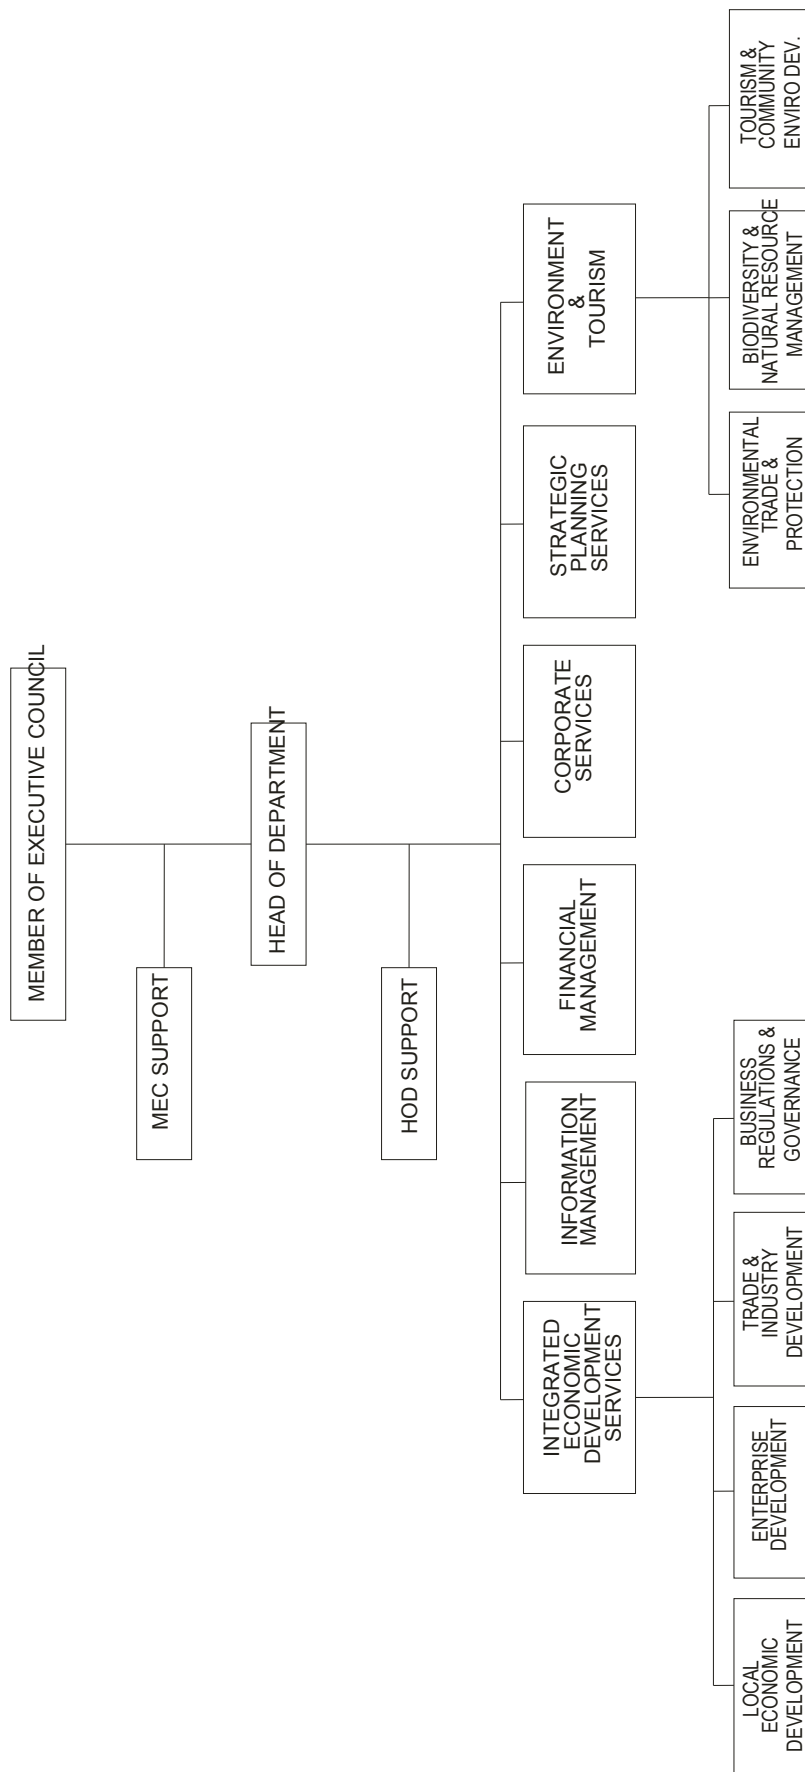 MEMBER OF EXECUTIVE COUNCIL
MEC SUPPORT
HEAD OF DEPARTMENT
HOD SUPPORT
INTEGRATED
ECONOMIC
DEVELOPMENT
SERVICES
INFORMATION
MANAGEMENT
FINANCIAL
MANAGEMENT
CORPORATE
SERVICES
STRATEGIC
PLANNING
SERVICES
ENVIRONMENT
&
TOURISM
LOCAL
ECONOMIC
DEVELOPMENT
ENTERPRISE
DEVELOPMENT
TRADE &
INDUSTRY
DEVELOPMENT
BUSINESS
REGULATIONS &
GOVERNANCE
ENVIRONMENTAL
TRADE &
PROTECTION
BIODIVERSITY &
NATURAL RESOURCE
MANAGEMENT
TOURISM &
COMMUNITY
ENVIRO DEV.